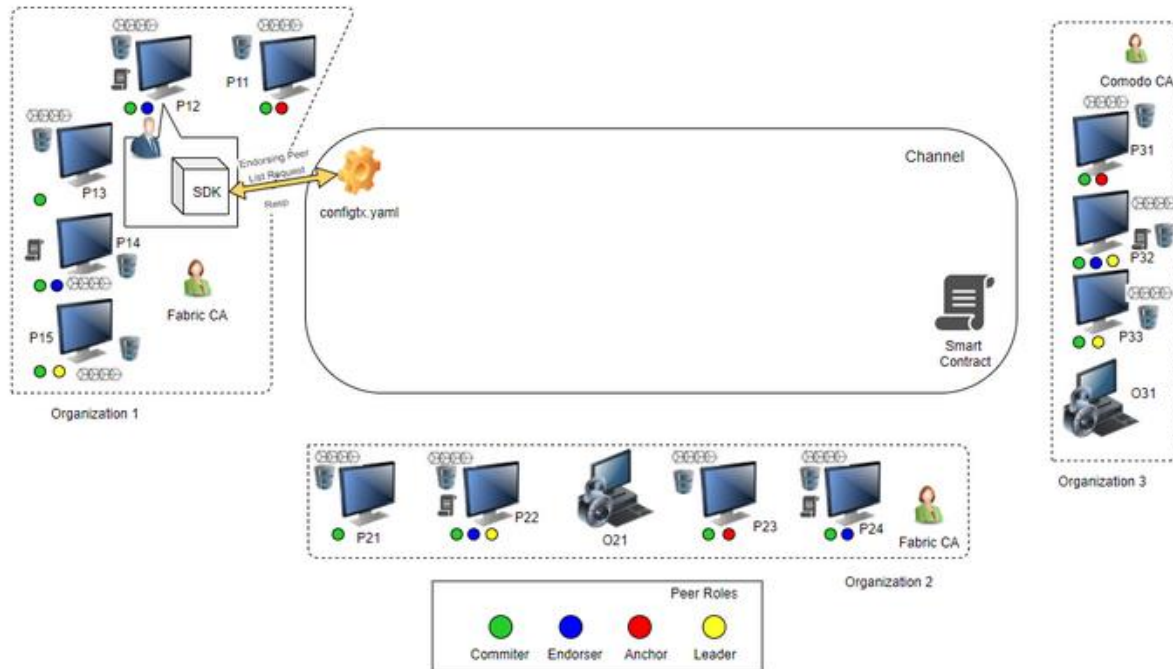 P12
P11
P13
SDK
Endorsing Peer
List Request
Resp
configtx.yaml
P14
Fabric CA
P15
Organization 1
Channel
Smart
Contract
Comodo CA
P31
P32
P33
O31
Organization 3
P21
P22
O21
P23
P24
Fabric CA
Organization 2
Peer Roles
Commiter
Endorser
Anchor
Leader